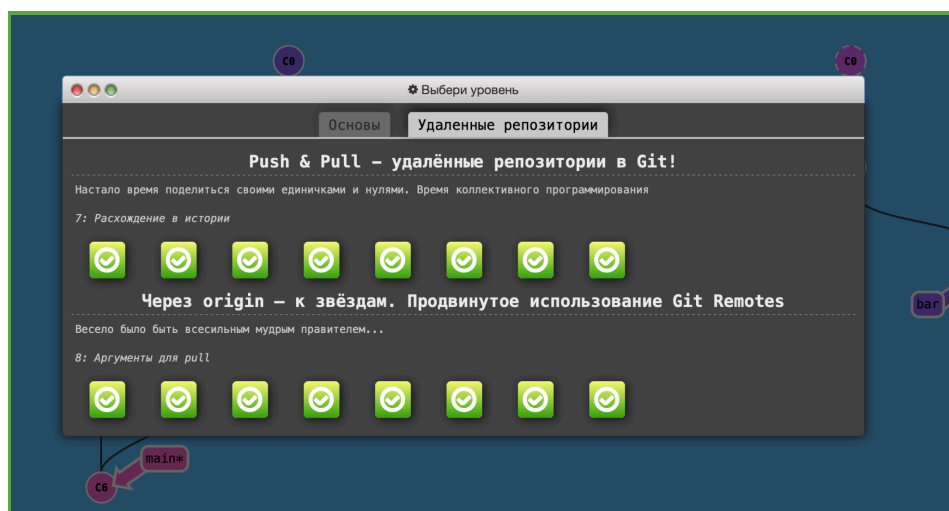 C0
C0
Выбери уровень
Основы
Удаленные репозитории
Push & Pull – удалённые репозитории в Git!
Настало время поделиться своими единичками и нулями. Время коллективного программирования
7: Расхождение в истории
Через origin – к звёздам. Продвинутое использование Git Remotes
bar
Весело было быть всесильным мудрым правителем...
8: Аргументы для pull
main*
C6